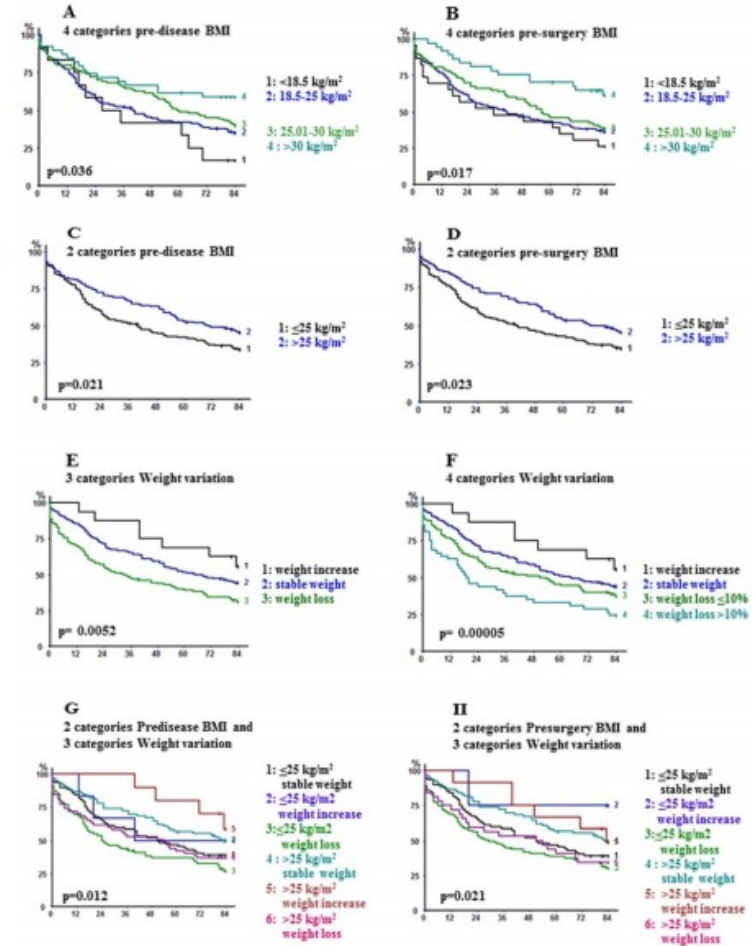 A
4 categories pre-disease BMI
%
100
75
50
25
0
p=0.036
4
3
2
1
0 12 24 36 48 60 72 84
1: <18.5 kg/m²
2: 18.5-25 kg/m²
3: 25.01-30 kg/m²
4 : >30 kg/m²
B
4 categories pre-surgery BMI
%
100
75
50
25
0
p=0.017
4
3
2
1
0 12 24 36 48 60 72 84
1: <18.5 kg/m²
2: 18.5-25 kg/m²
3: 25.01-30 kg/m²
4 : >30 kg/m²
C
2 categories pre-disease BMI
%
100
75
50
25
0
p=0.021
2
1
0 12 24 36 48 60 72 84
1: ≤25 kg/m²
2: >25 kg/m²
D
2 categories pre-surgery BMI
%
100
75
50
25
0
p=0.023
2
1
0 12 24 36 48 60 72 84
1: ≤25 kg/m²
2: >25 kg/m²
E
3 categories Weight variation
%
100
75
50
25
0
p= 0.0052
1
2
3
0 12 24 36 48 60 72 84
1: weight increase
2: stable weight
3: weight loss
F
4 categories Weight variation
%
100
75
50
25
0
p= 0.00005
1
2
3
4
0 12 24 36 48 60 72 84
1: weight increase
2: stable weight
3: weight loss ≤10%
4: weight loss >10%
G
2 categories Predisease BMI and
3 categories Weight variation
%
100
75
50
25
0
p=0.012
5
3
0 12 24 36 48 60 72 84
1: ≤25 kg/m²
stable weight
2: ≤25 kg/m2
weight increase
3:≤25 kg/m2
weight loss
4 : >25 kg/m²
stable weight
5: >25 kg/m²
weight increase
6: >25 kg/m²
weight loss
H
2 categories Presurgery BMI and
3 categories Weight variation
%
100
75
50
25
0
p=0.021
2
1
3
0 12 24 36 48 60 72 84
1: ≤25 kg/m²
stable weight
2: ≤25 kg/m2
weight increase
3:≤25 kg/m2
weight loss
4 : >25 kg/m²
stable weight
5: >25 kg/m²
weight increase
6: >25 kg/m²
weight loss